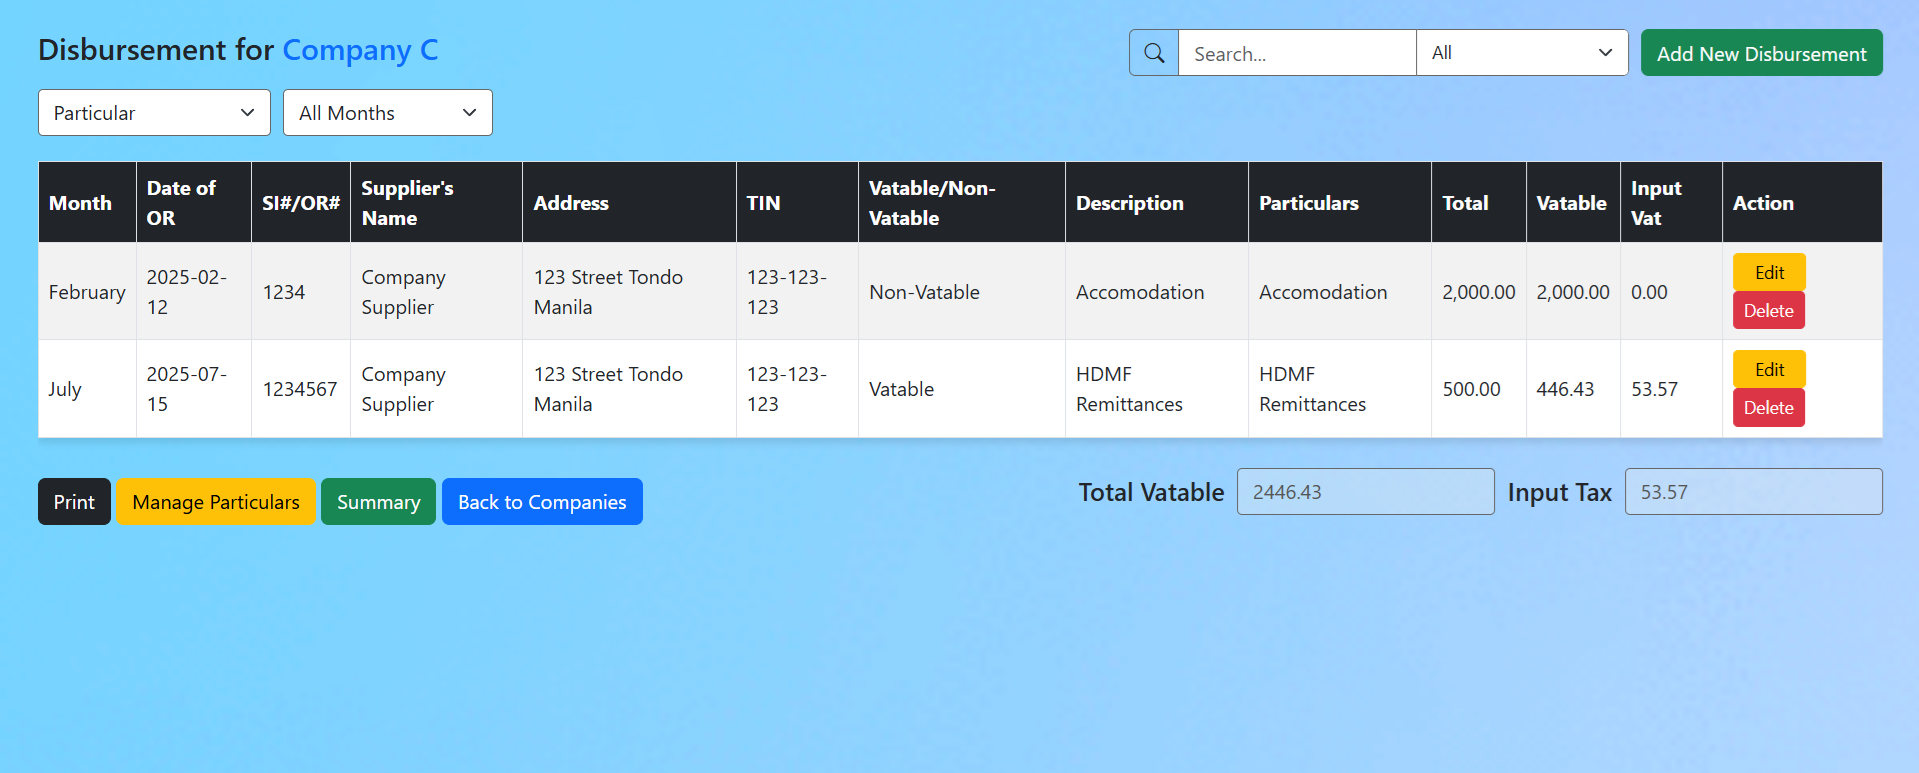 Disbursement for Company C
Search...
All
Add New Disbursement
Particular
All Months
Month
Date of
OR
SI#/OR#
Supplier's
Name
Address
TIN
Vatable/Non-
Vatable
Description
Particulars
Total
Vatable
Input
Vat
Action
February
2025-02-
12
1234
Company
Supplier
123 Street Tondo
Manila
123-123-
123
Non-Vatable
Accomodation
Accomodation
2,000.00
2,000.00
0.00
Edit
Delete
July
2025-07-
15
1234567
Company
Supplier
123 Street Tondo
Manila
123-123-
123
Vatable
HDMF
Remittances
HDMF
Remittances
500.00
446.43
53.57
Edit
Delete
Print
Manage Particulars
Summary
Back to Companies
Total Vatable
2446.43
Input Tax
53.57